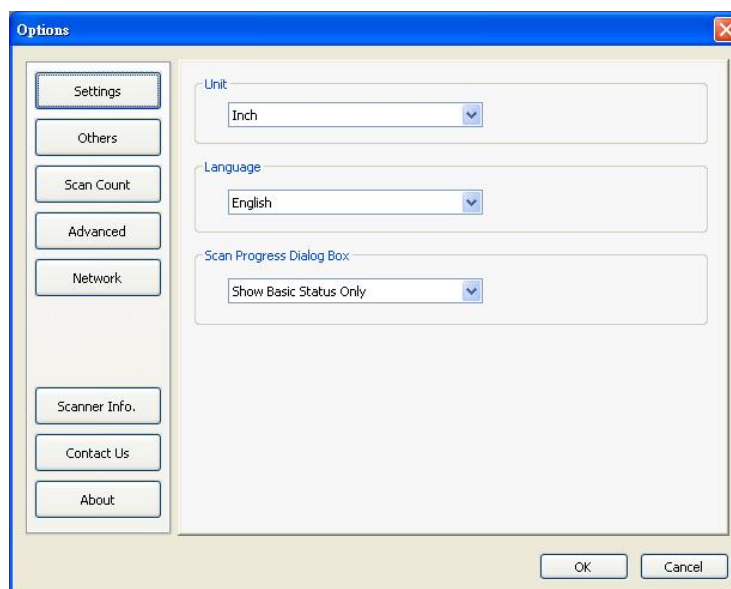 Options
Settings
Others
Scan Count
Advanced
Network
Scanner Info.
Contact Us
About
Unit
Inch
Language
English
Scan Progress Dialog Box
Show Basic Status Only
OK
Cancel